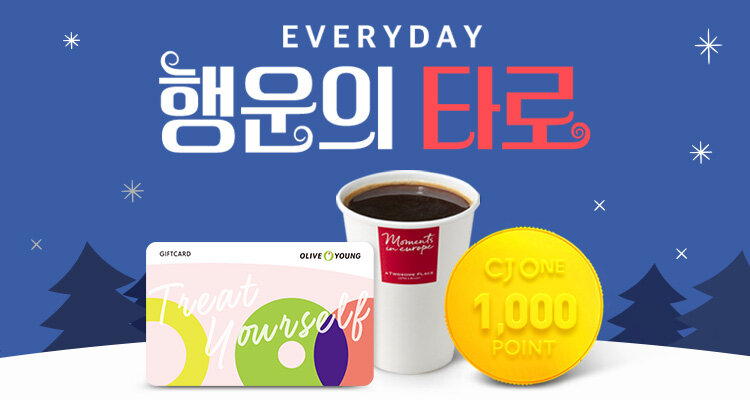 EVERYDAY
행운의 타로
GIFTCARD
OLIVE YOUNG
Treat
Yourself
Moments
in europe
A TWOSOME PLACE
CJ ONE
1,000
POINT